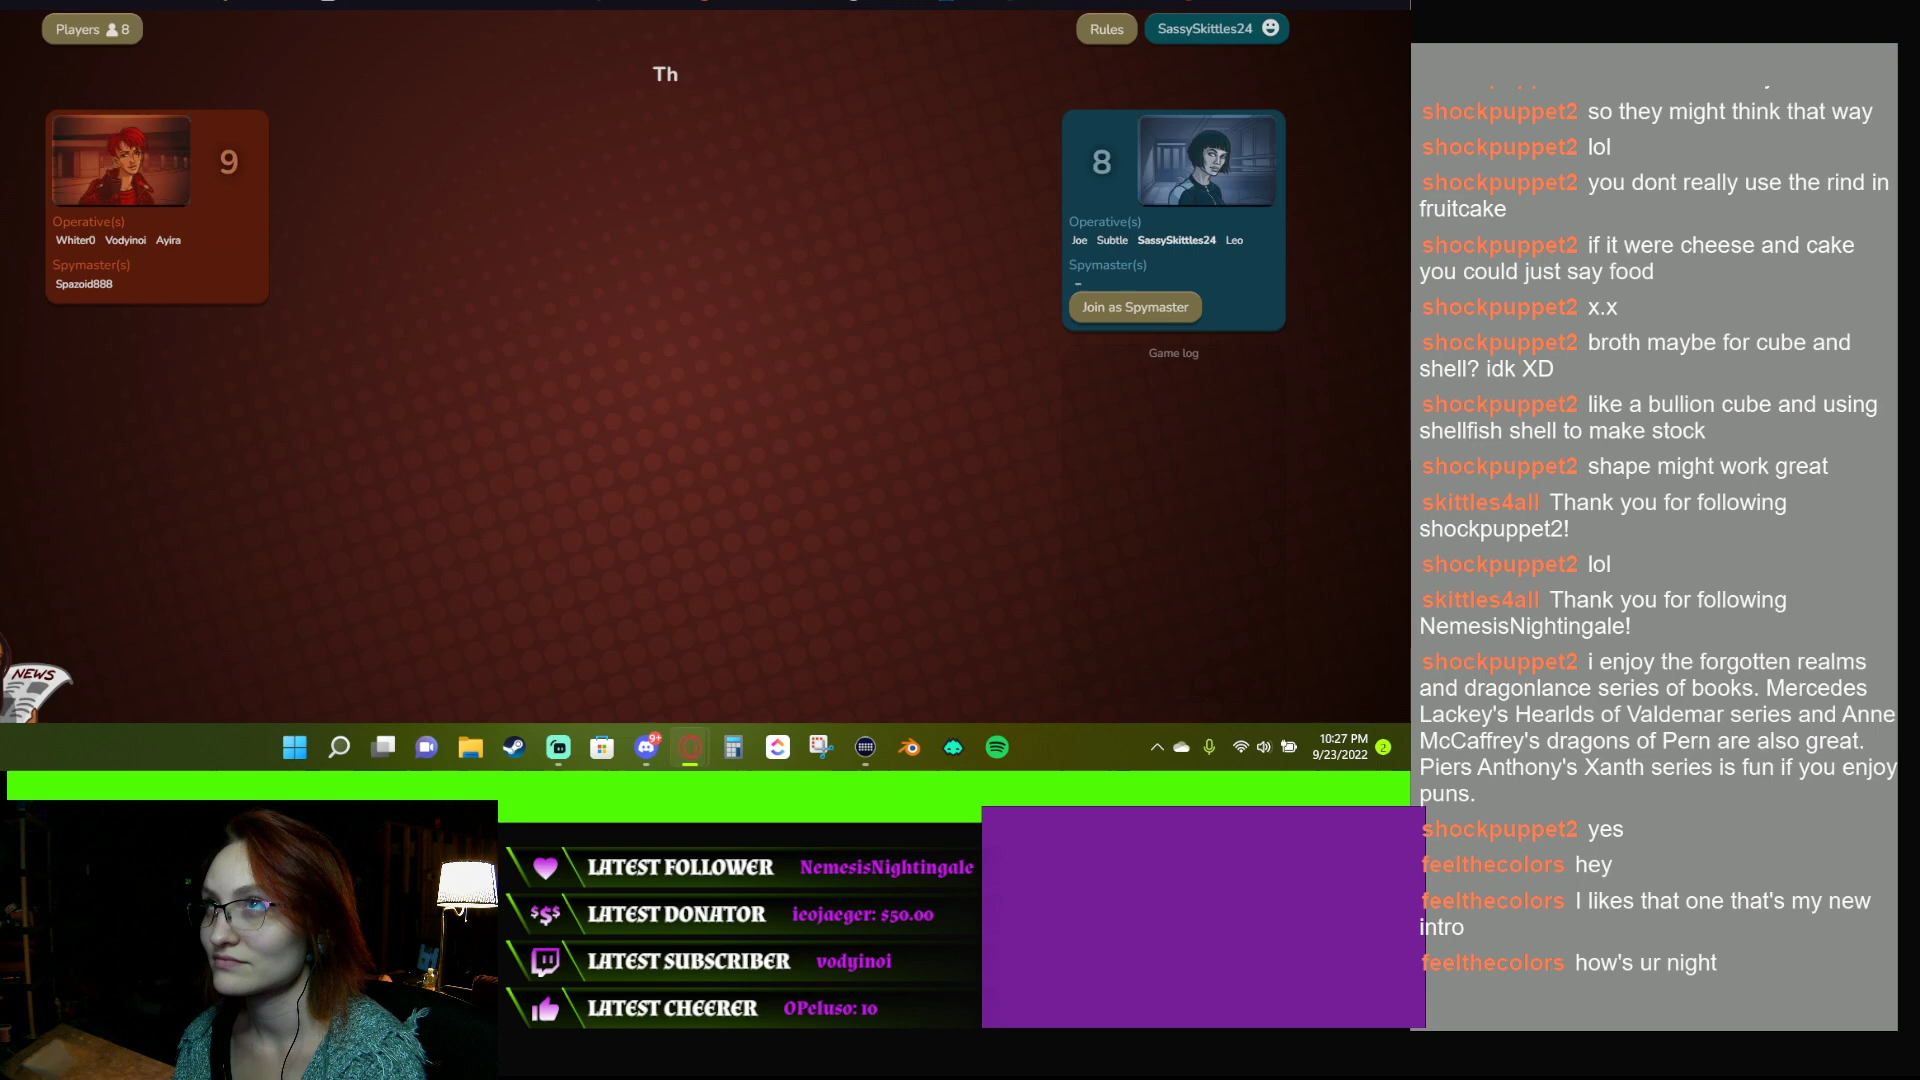 Players 8
Rules
SassySkittles24
Th
9
Operative(s)
Whiter0 Vodyinoi Ayira
Spymaster(s)
Spazoid888
8
Operative(s)
Joe Subtle SassySkittles24 Leo
Spymaster(s)
-
Join as Spymaster
Game log
NEWS
9+
10:27 PM
9/23/2022
2
LATEST FOLLOWER NemesisNightingale
$$$ LATEST DONATOR icojaeger: $50.00
LATEST SUBSCRIBER vodyinoi
LATEST CHEERER OPeluso: 10
shockpuppet2 so they might think that way
shockpuppet2 lol
shockpuppet2 you dont really use the rind in
fruitcake
shockpuppet2 if it were cheese and cake
you could just say food
shockpuppet2 x.x
shockpuppet2 broth maybe for cube and
shell? idk XD
shockpuppet2 like a bullion cube and using
shellfish shell to make stock
shockpuppet2 shape might work great
skittles4all Thank you for following
shockpuppet2!
shockpuppet2 lol
skittles4all Thank you for following
NemesisNightingale!
shockpuppet2 i enjoy the forgotten realms
and dragonlance series of books. Mercedes
Lackey's Hearlds of Valdemar series and Anne
McCaffrey's dragons of Pern are also great.
Piers Anthony's Xanth series is fun if you enjoy
puns.
shockpuppet2 yes
feelthecolors hey
feelthecolors I likes that one that's my new
intro
feelthecolors how's ur night